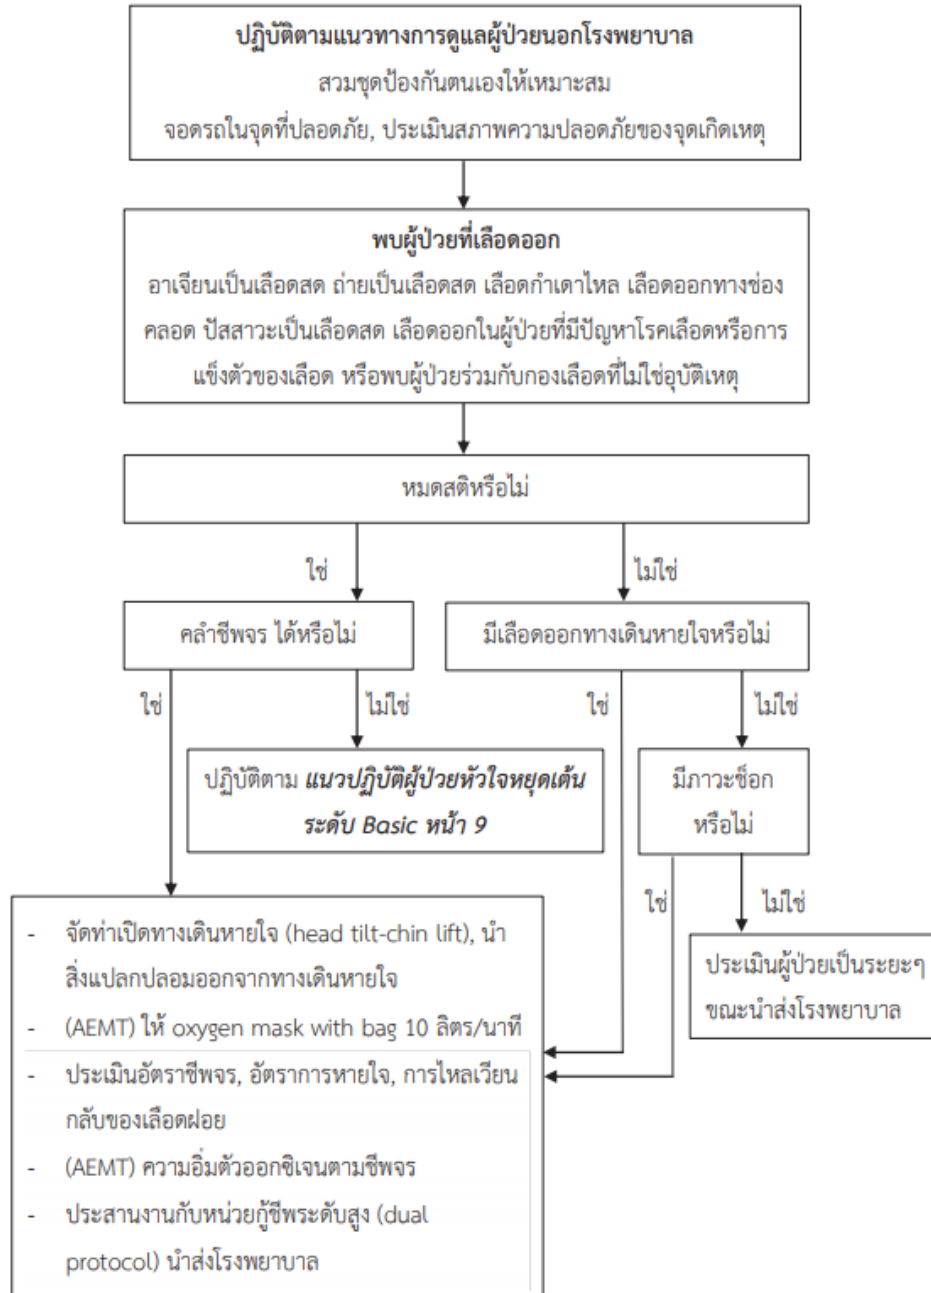 ปฏิบัติตามแนวทางการดูแลผู้ป่วยนอกโรงพยาบาล
สวมชุดป้องกันตนเองให้เหมาะสม
จอดรถในจุดที่ปลอดภัย, ประเมินสภาพความปลอดภัยของจุดเกิดเหตุ
พบผู้ป่วยที่เลือดออก
อาเจียนเป็นเลือดสด ถ่ายเป็นเลือดสด เลือดกำเดาไหล เลือดออกทางช่อง
คลอด ปัสสาวะเป็นเลือดสด เลือดออกในผู้ป่วยที่มีปัญหาโรคเลือดหรือการ
แข็งตัวของเลือด หรือพบผู้ป่วยร่วมกับกองเลือดที่ไม่ใช่อุบัติเหตุ
หมดสติหรือไม่
ใช่
ไม่ใช่
คลำชีพจร ได้หรือไม่
มีเลือดออกทางเดินหายใจหรือไม่
ใช่
ไม่ใช่
ใช่
ไม่ใช่
ปฏิบัติตาม แนวปฏิบัติผู้ป่วยหัวใจหยุดเต้น
ระดับ Basic หน้า 9
มีภาวะช็อก
หรือไม่
ใช่
ไม่ใช่
- จัดท่าเปิดทางเดินหายใจ (head tilt-chin lift), นำ
สิ่งแปลกปลอมออกจากทางเดินหายใจ
- (AEMT) ให้ oxygen mask with bag 10 ลิตร/นาที
- ประเมินอัตราชีพจร, อัตราการหายใจ, การไหลเวียน
กลับของเลือดฝอย
- (AEMT) ความอิ่มตัวออกซิเจนตามชีพจร
- ประสานงานกับหน่วยกู้ชีพระดับสูง (dual
protocol) นำส่งโรงพยาบาล
ประเมินผู้ป่วยเป็นระยะๆ
ขณะนำส่งโรงพยาบาล